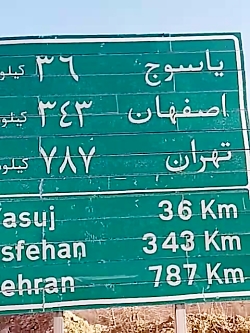 یاسوج ۳۶ کیلو
اصفهان ۳۴۳ کیلو
تهران ۷۸۷ کیلو
asuj 36 Km
sfehan 343 Km
ehran 787 Km